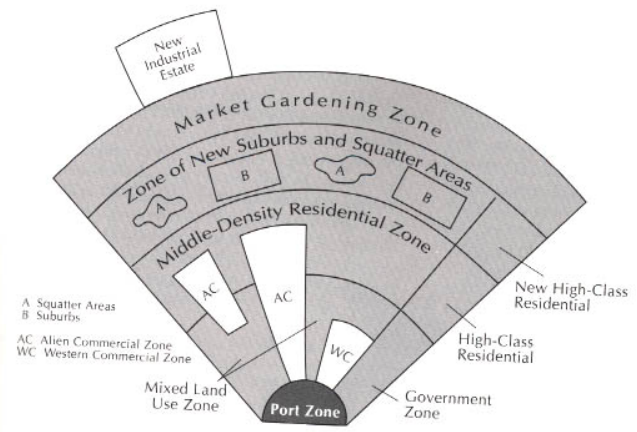 New
Industrial
Estate
Market Gardening Zone
Zone of New Suburbs and Squatter Areas
A
B
A
B
Middle-Density Residential Zone
AC
AC
WC
New High-Class
Residential
High-Class
Residential
A Squatter Areas
B Suburbs
AC Alien Commercial Zone
WC Western Commercial Zone
Mixed Land
Use Zone
Port Zone
Government
Zone